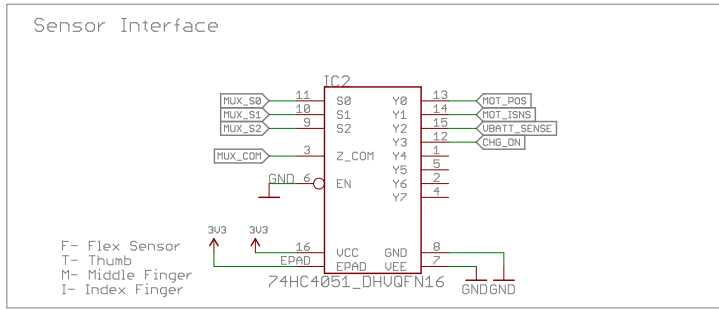 Sensor Interface
IC2
MUX_S0 11 S0 Y0 13 MOT_POS
MUX_S1 10 S1 Y1 14 MOT_ISNS
MUX_S2 9 S2 Y2 15 VBATT_SENSE
Y3 12 CHG_ON
MUX_COM 3 Z_COM Y4 1
Y5 5
GND 6 EN Y6 2
Y7 4
3V3 3V3
16 VCC GND 8
EPAD EPAD VEE 7
74HC4051_DHVQFN16
GND GND
F- Flex Sensor
T- Thumb
M- Middle Finger
I- Index Finger